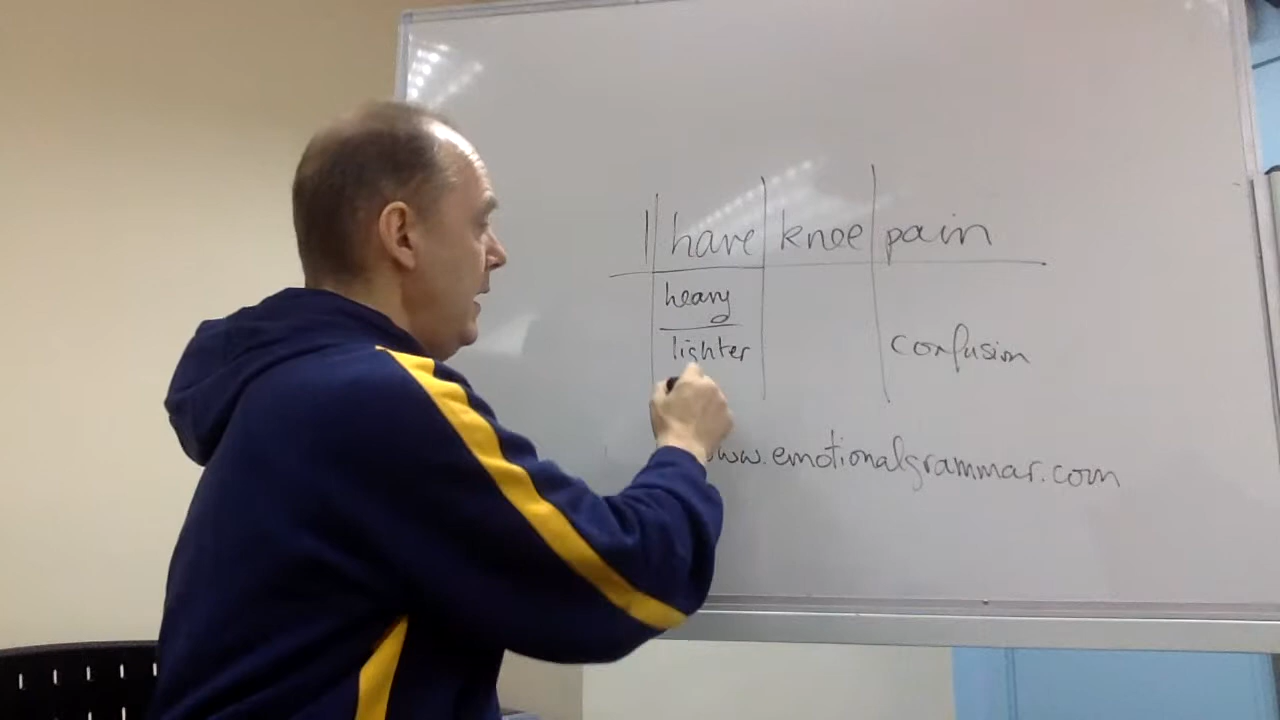 I have knee pain
heavy
lighter
confusion
www.emotionalgrammar.com